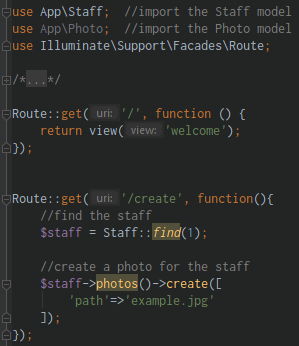 use App\Staff;  //import the Staff model
use App\Photo;  //import the Photo model
use Illuminate\Support\Facades\Route;
/*...*/
Route::get( uri: '/', function () {
    return view( view: 'welcome');
});
Route::get( uri: '/create', function(){
    //find the staff
    $staff = Staff::find(1);
    //create a photo for the staff
    $staff->photos()->create([
        'path'=>'example.jpg'
    ]);
});